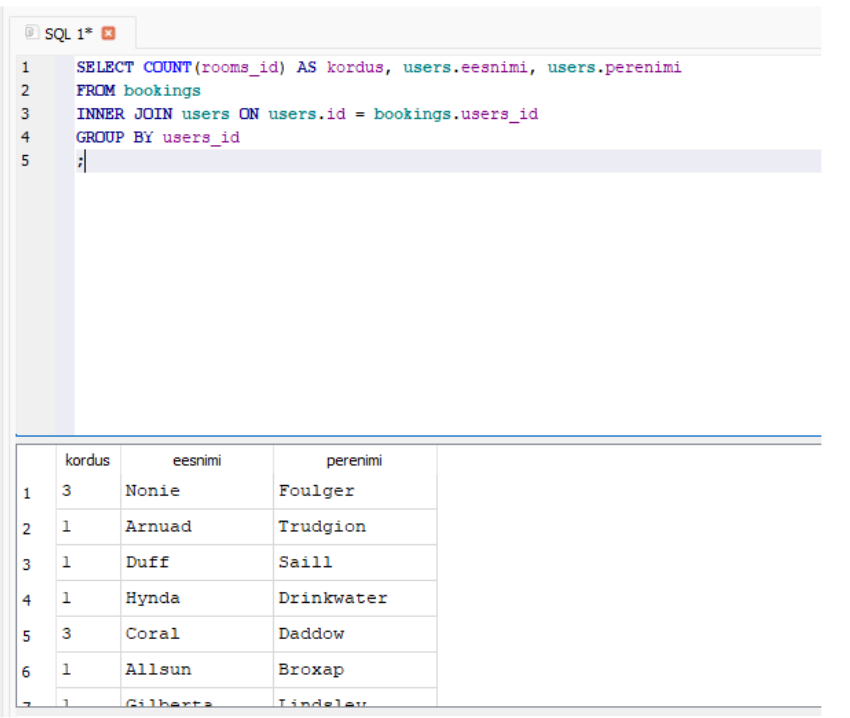 SQL 1*
1 SELECT COUNT(rooms_id) AS kordus, users.eesnimi, users.perenimi
2 FROM bookings
3 INNER JOIN users ON users.id = bookings.users_id
4 GROUP BY users_id
5 ;
kordus eesnimi perenimi
1 3 Nonie Foulger
2 1 Arnuad Trudgion
3 1 Duff Saill
4 1 Hynda Drinkwater
5 3 Coral Daddow
6 1 Allsun Broxap
7 1 Gilberta Lindsley